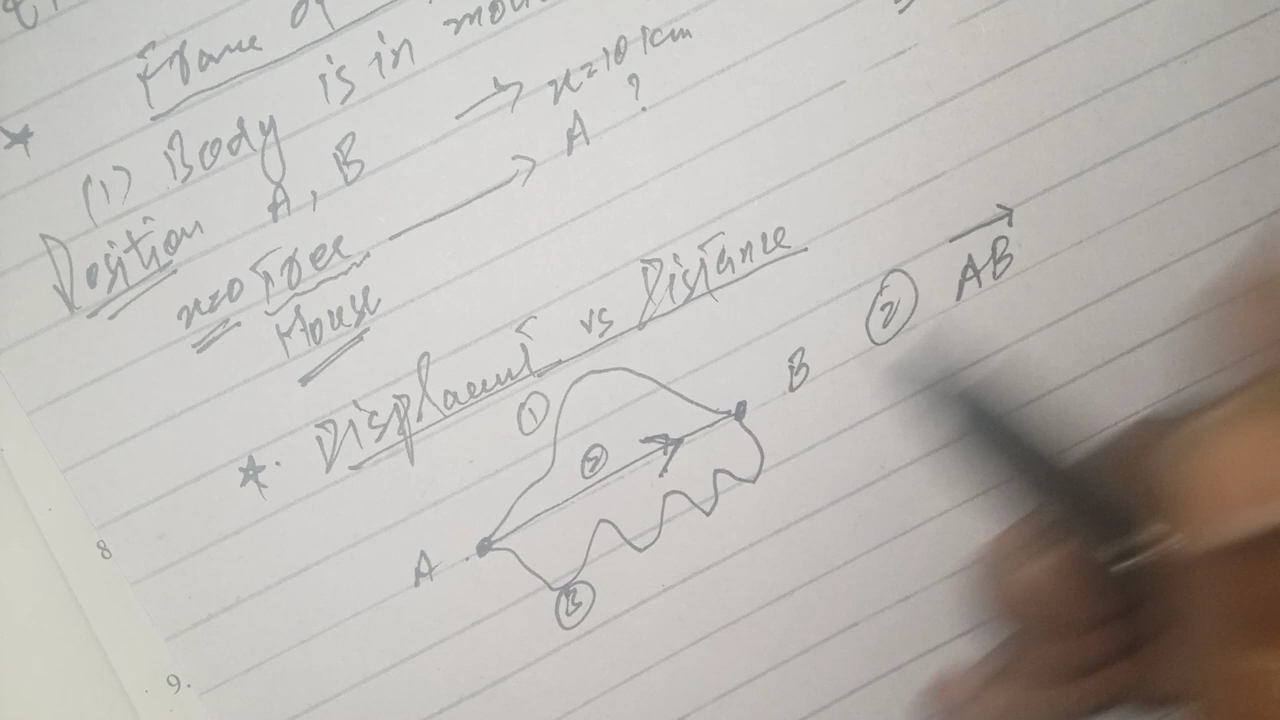 Frame of
(1) Body is in
Position A, B → x=10 km
x=0 Tree → A ?
House
Displacement vs Distance
① B ② AB
②
A
③
8
9.